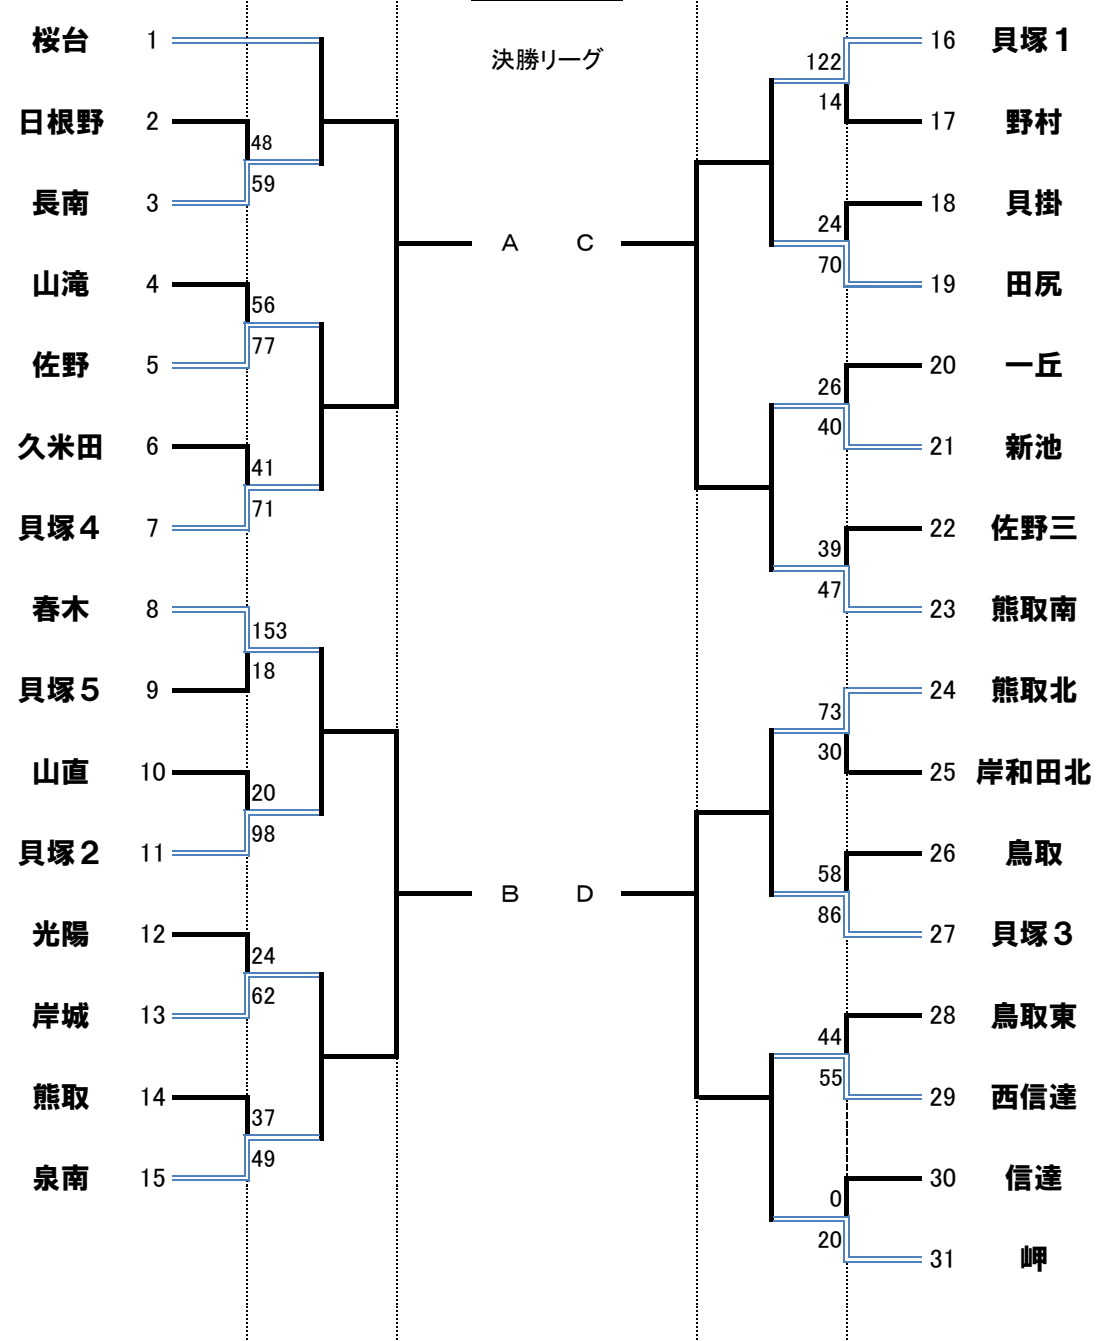 決勝リーグ
桜台 1
日根野 2
48
59
長南 3
山滝 4
56
77
佐野 5
久米田 6
41
71
貝塚４ 7
春木 8
153
18
貝塚５ 9
山直 10
20
98
貝塚２ 11
光陽 12
24
62
岸城 13
熊取 14
37
49
泉南 15
A
B
C
D
16 貝塚１
122
14
17 野村
18 貝掛
24
70
19 田尻
20 一丘
26
40
21 新池
22 佐野三
39
47
23 熊取南
24 熊取北
73
30
25 岸和田北
26 鳥取
58
86
27 貝塚３
28 鳥取東
44
55
29 西信達
30 信達
0
20
31 岬